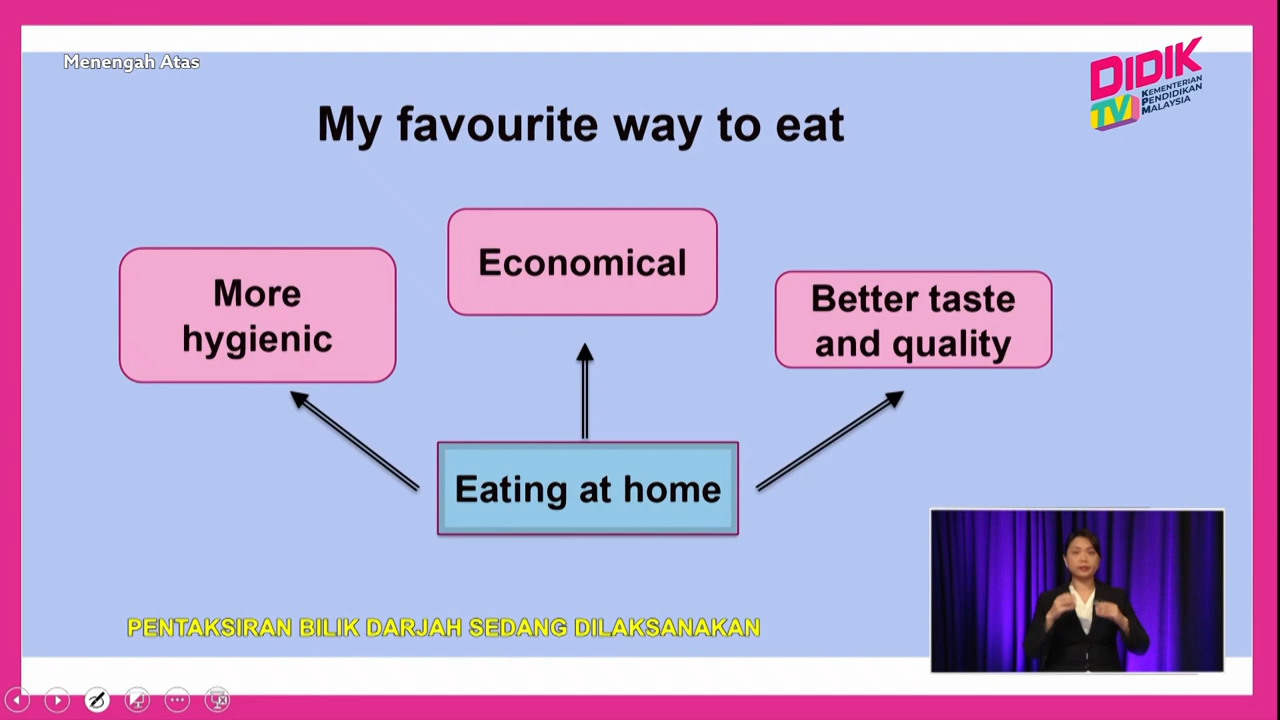 Menengah Atas
DIDIK
TV
KEMENTERIAN
PENDIDIKAN
MALAYSIA
My favourite way to eat
Economical
More
hygienic
Better taste
and quality
Eating at home
PENTAKSIRAN BILIK DARJAH SEDANG DILAKSANAKAN